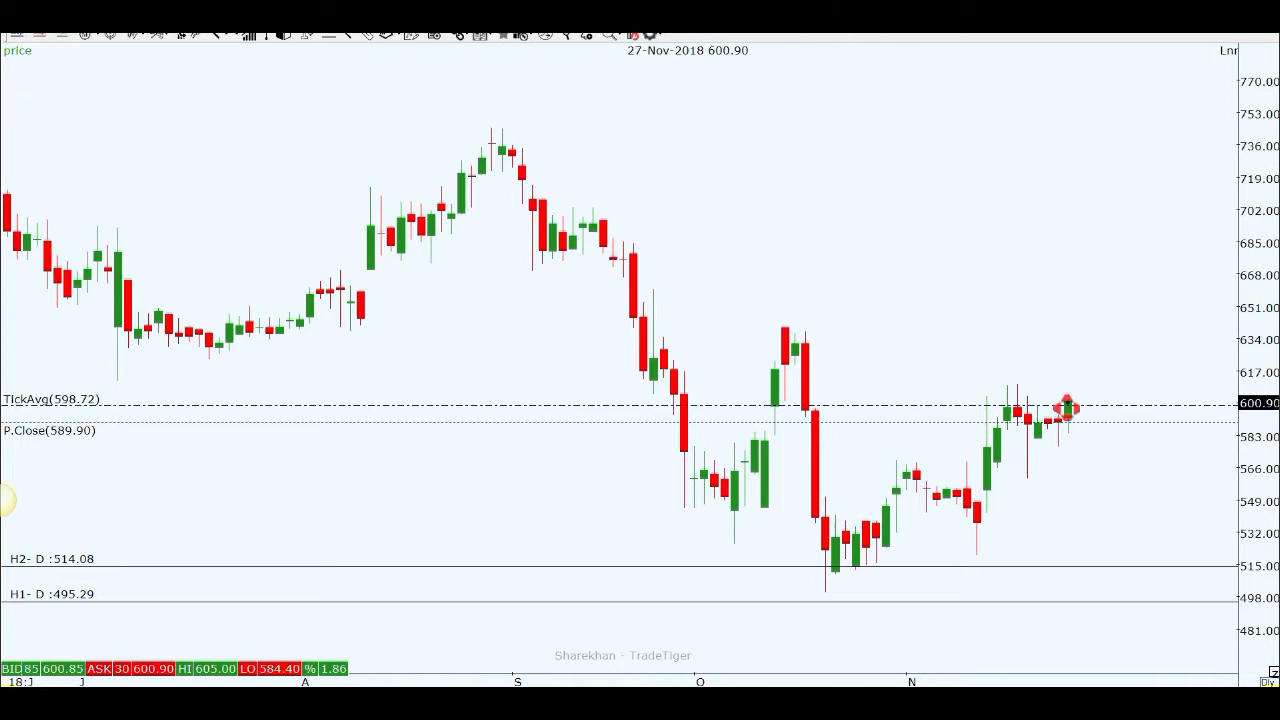 price
27-Nov-2018 600.90
Lnr
770.00
753.00
736.00
719.00
702.00
685.00
668.00
651.00
634.00
617.00
TickAvg(598.72)
600.90
P.Close(589.90)
583.00
566.00
549.00
532.00
H2- D :514.08
515.00
H1- D :495.29
498.00
481.00
Sharekhan - TradeTiger
BID 85 600.85 ASK 30 600.90 HI 605.00 LO 584.40 % 1.86
18:J J A S O N Dly